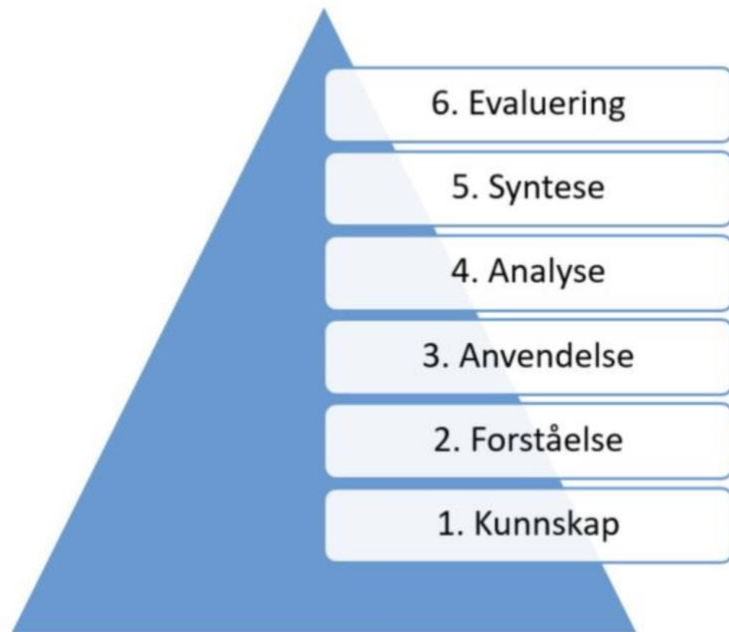 6. Evaluering
5. Syntese
4. Analyse
3. Anvendelse
2. Forståelse
1. Kunnskap